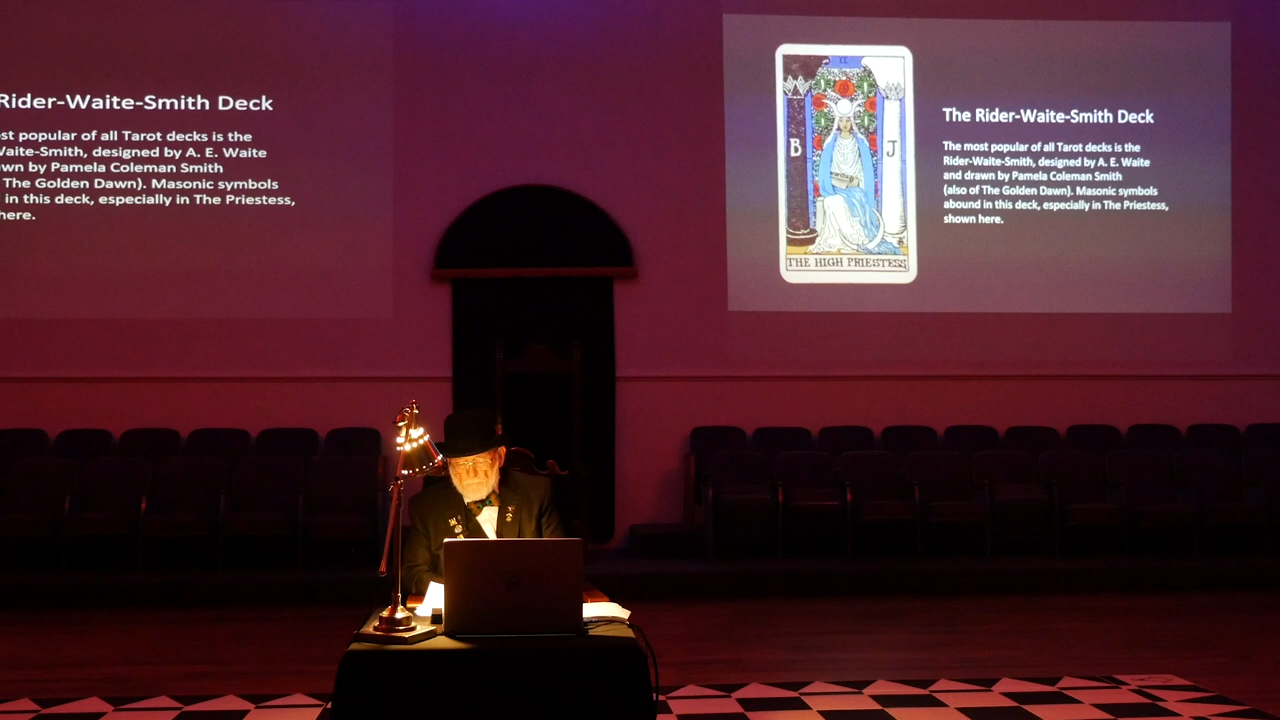 Rider-Waite-Smith Deck
st popular of all Tarot decks is the
Waite-Smith, designed by A. E. Waite
awn by Pamela Coleman Smith
The Golden Dawn). Masonic symbols
in this deck, especially in The Priestess,
here.
II
B
J
THE HIGH PRIESTESS
The Rider-Waite-Smith Deck
The most popular of all Tarot decks is the
Rider-Waite-Smith, designed by A. E. Waite
and drawn by Pamela Coleman Smith
(also of The Golden Dawn). Masonic symbols
abound in this deck, especially in The Priestess,
shown here.